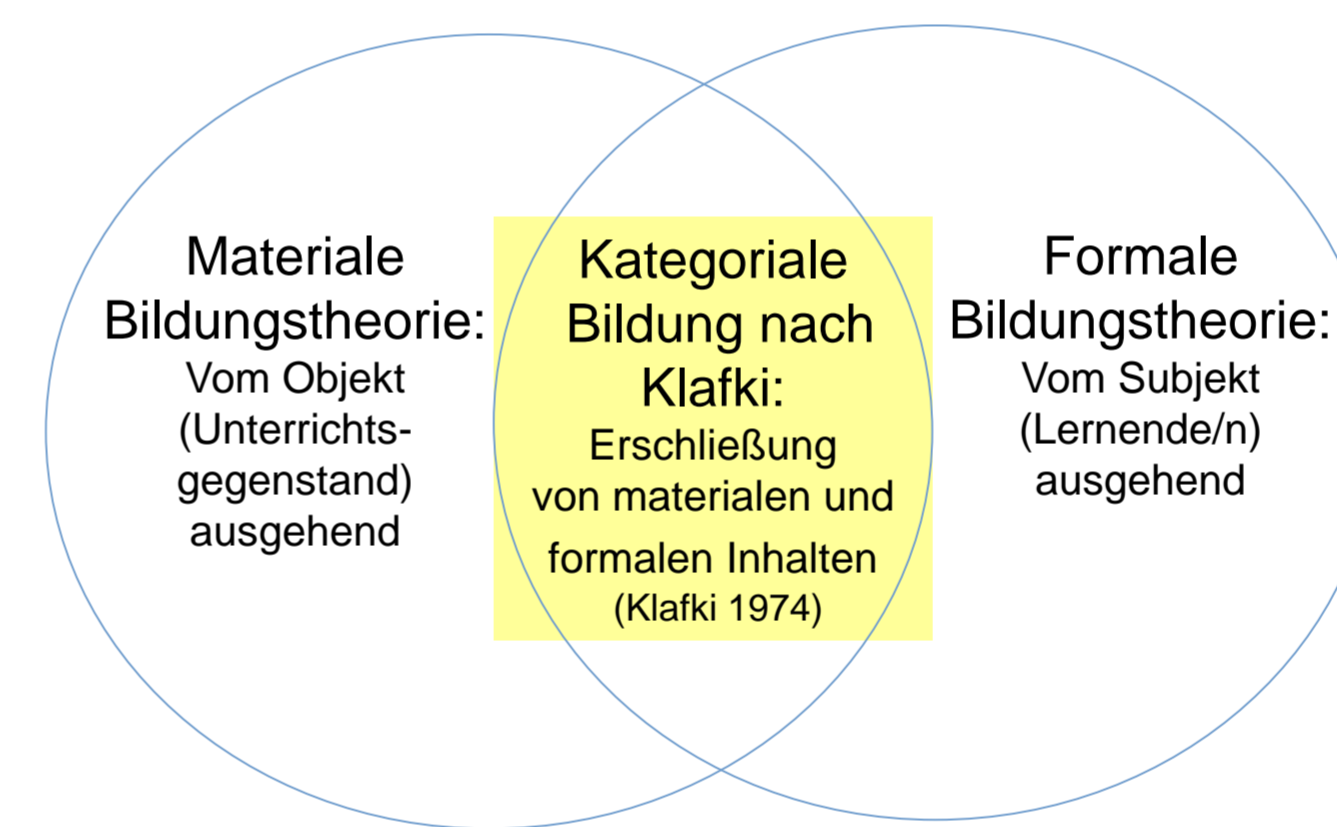 Materiale
Bildungstheorie:
Vom Objekt
(Unterrichts-
gegenstand)
ausgehend
Kategoriale
Bildung nach
Klafki:
Erschließung
von materialen und
formalen Inhalten
(Klafki 1974)
Formale
Bildungstheorie:
Vom Subjekt
(Lernende/n)
ausgehend